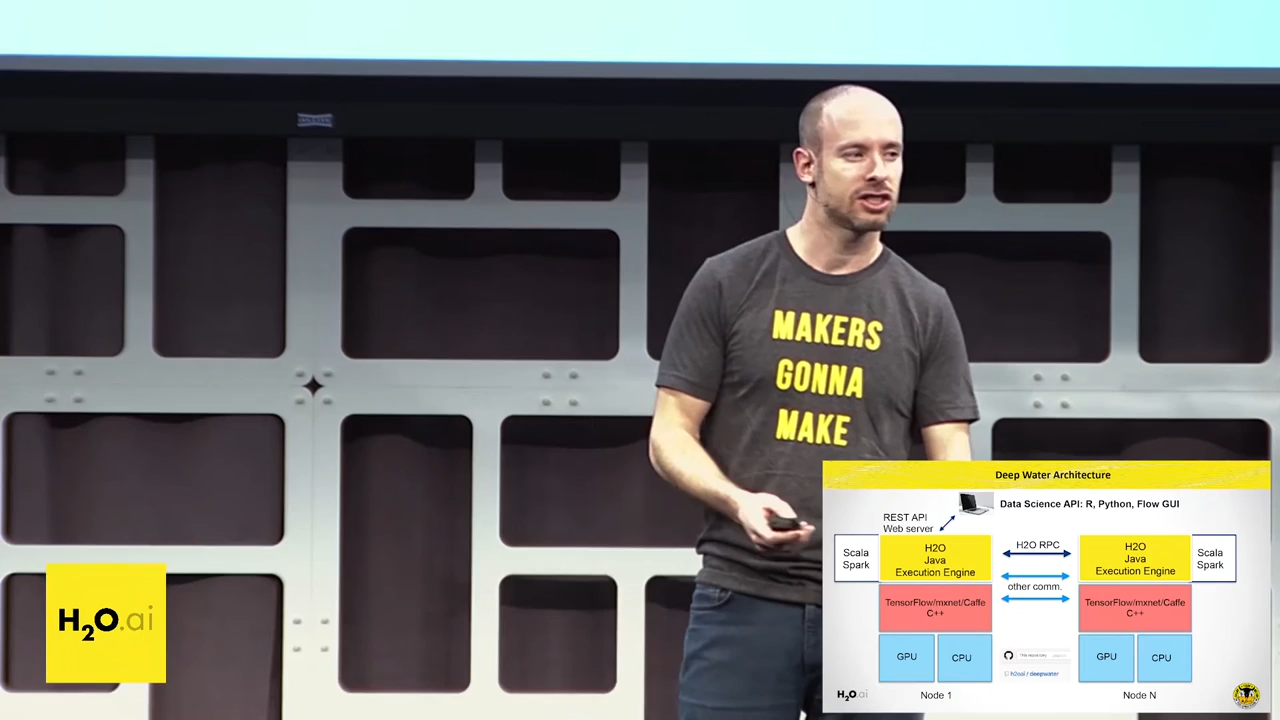 MAKERS
GONNA
MAKE
H2O.ai
Deep Water Architecture
Data Science API: R, Python, Flow GUI
REST API
Web server
Scala
Spark
H2O
Java
Execution Engine
H2O RPC
other comm.
H2O
Java
Execution Engine
Scala
Spark
TensorFlow/mxnet/Caffe
C++
TensorFlow/mxnet/Caffe
C++
GPU
CPU
h2oai / deepwater
GPU
CPU
H2O.ai
Node 1
Node N